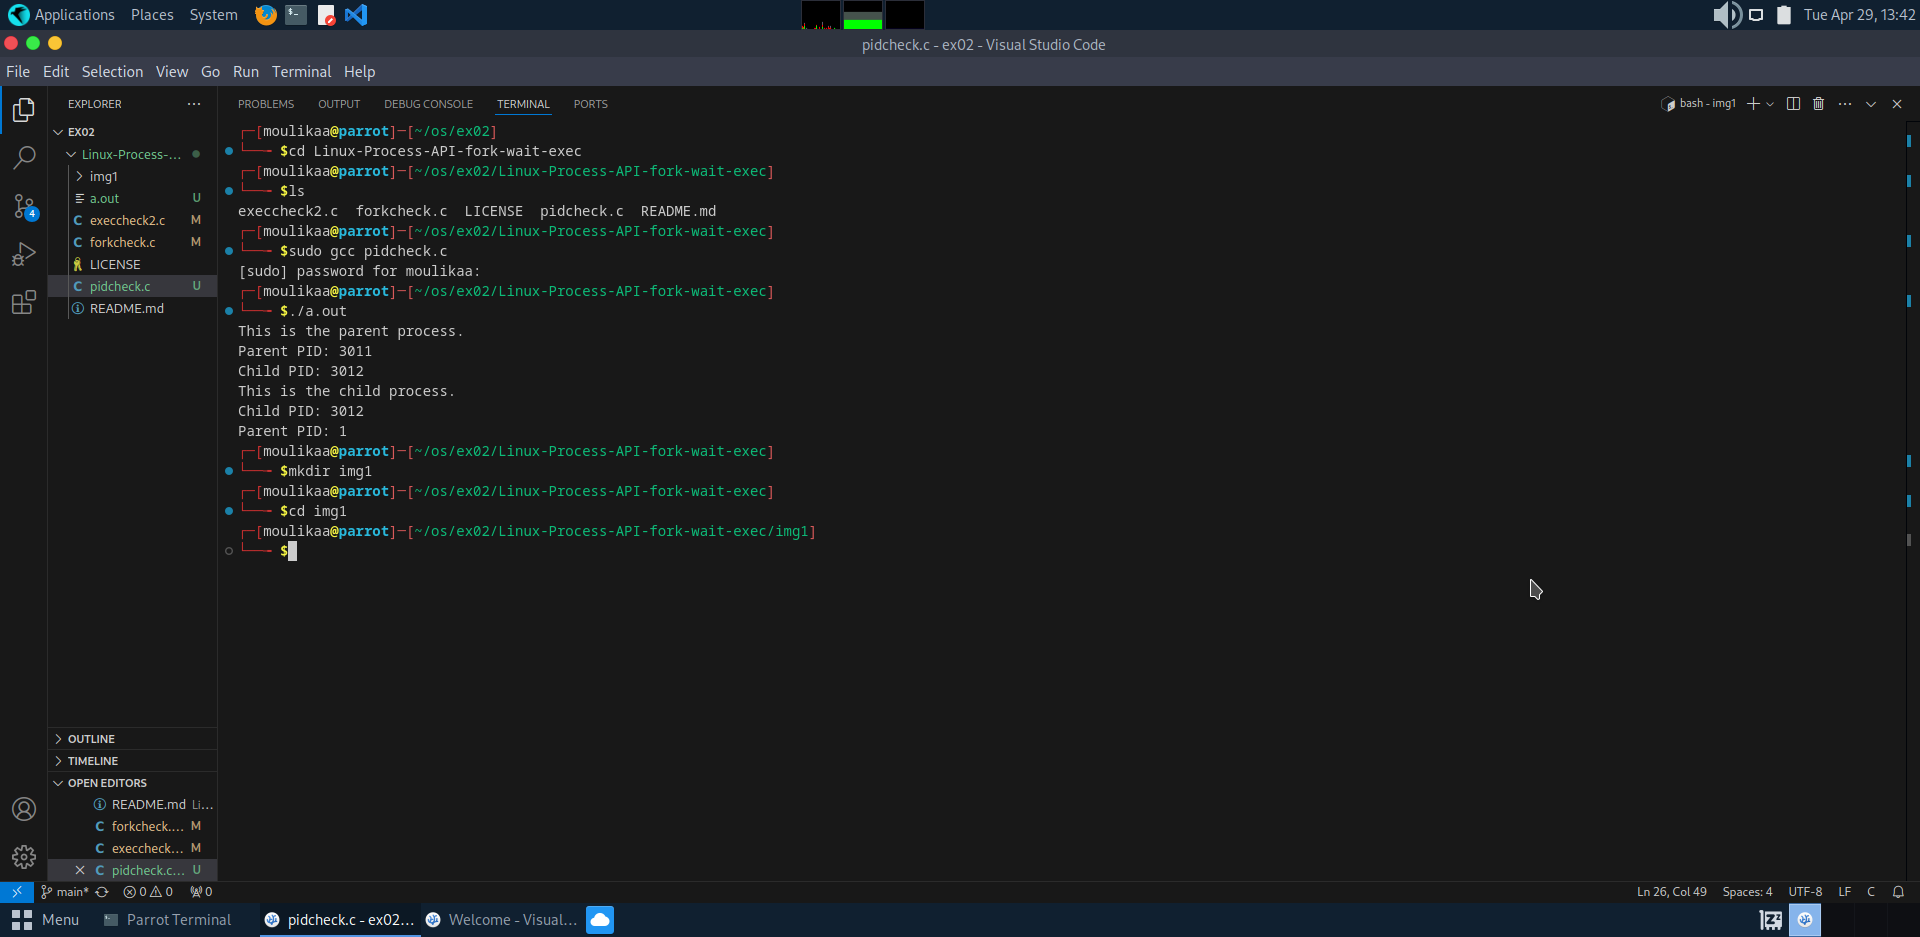 Applications Places System Tue Apr 29, 13:42
pidcheck.c - ex02 - Visual Studio Code
File Edit Selection View Go Run Terminal Help
EXPLORER ···
EX02
Linux-Process-...
img1
a.out U
C execcheck2.c M
C forkcheck.c M
LICENSE
C pidcheck.c U
README.md
OUTLINE
TIMELINE
OPEN EDITORS
README.md Li...
C forkcheck.... M
C execcheck... M
C pidcheck.c... U
4
PROBLEMS OUTPUT DEBUG CONSOLE TERMINAL PORTS bash - img1
┌─[moulikaa@parrot]─[~/os/ex02]
└──╼ $cd Linux-Process-API-fork-wait-exec
┌─[moulikaa@parrot]─[~/os/ex02/Linux-Process-API-fork-wait-exec]
└──╼ $ls
execcheck2.c forkcheck.c LICENSE pidcheck.c README.md
┌─[moulikaa@parrot]─[~/os/ex02/Linux-Process-API-fork-wait-exec]
└──╼ $sudo gcc pidcheck.c
[sudo] password for moulikaa:
┌─[moulikaa@parrot]─[~/os/ex02/Linux-Process-API-fork-wait-exec]
└──╼ $./a.out
This is the parent process.
Parent PID: 3011
Child PID: 3012
This is the child process.
Child PID: 3012
Parent PID: 1
┌─[moulikaa@parrot]─[~/os/ex02/Linux-Process-API-fork-wait-exec]
└──╼ $mkdir img1
┌─[moulikaa@parrot]─[~/os/ex02/Linux-Process-API-fork-wait-exec]
└──╼ $cd img1
┌─[moulikaa@parrot]─[~/os/ex02/Linux-Process-API-fork-wait-exec/img1]
└──╼ $
main* 0 0 0 Ln 26, Col 49 Spaces: 4 UTF-8 LF C
Menu Parrot Terminal pidcheck.c - ex02... Welcome - Visual...